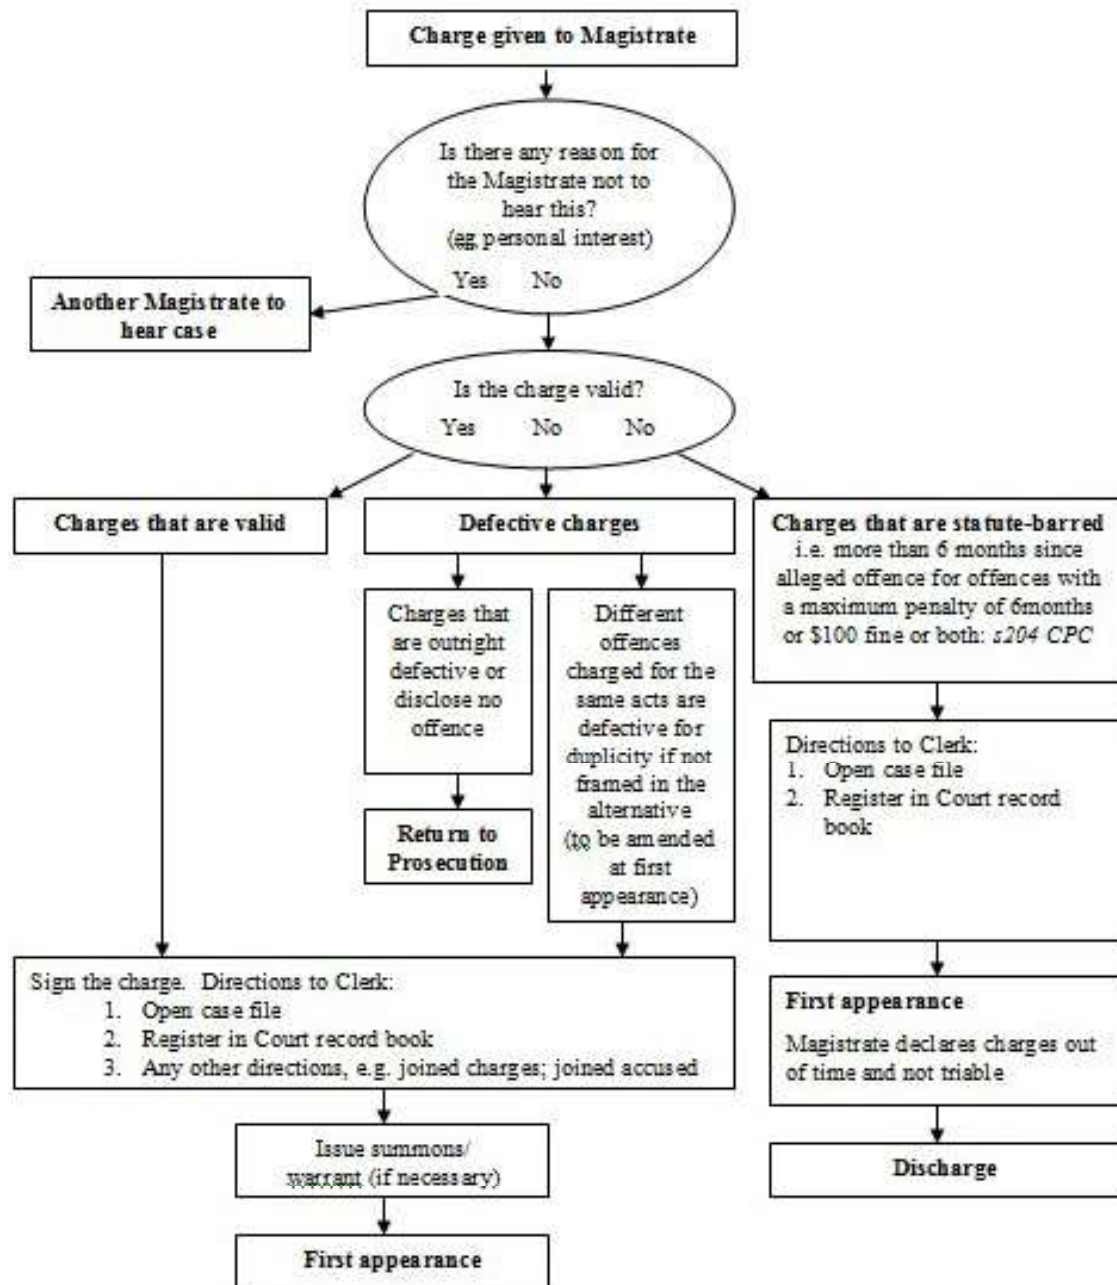 Charge given to Magistrate
Is there any reason for
the Magistrate not to
hear this?
(eg personal interest)
Yes No
Another Magistrate to
hear case
Is the charge valid?
Yes No No
Charges that are valid
Defective charges
Charges that are statute-barred
i.e. more than 6 months since
alleged offence for offences with
a maximum penalty of 6months
or $100 fine or both: s204 CPC
Charges that
are outright
defective or
disclose no
offence
Different
offences
charged for the
same acts are
defective for
duplicity if not
framed in the
alternative
(to be amended
at first
appearance)
Return to
Prosecution
Directions to Clerk:
1. Open case file
2. Register in Court record
book
Sign the charge. Directions to Clerk:
1. Open case file
2. Register in Court record book
3. Any other directions, e.g. joined charges; joined accused
First appearance
Magistrate declares charges out
of time and not triable
Issue summons/
warrant (if necessary)
Discharge
First appearance